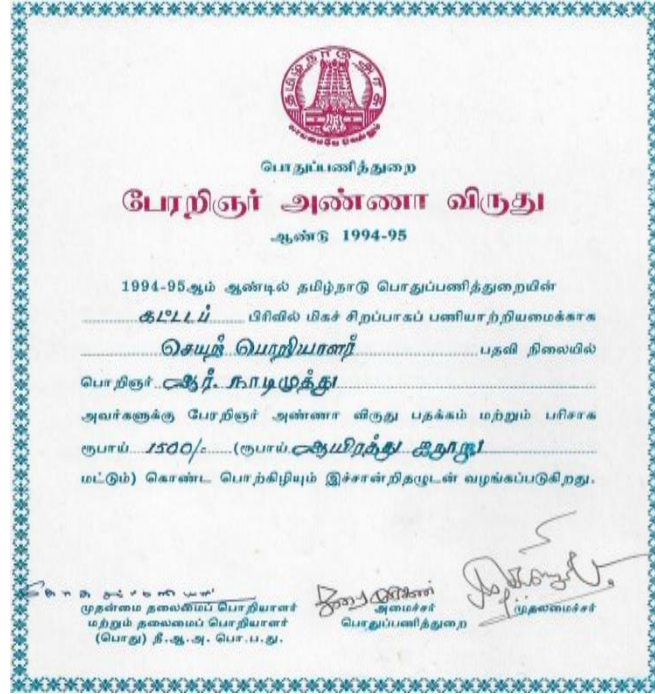 தமிழ்நாடு அரசு
வாய்மையே வெல்லும்
பொதுப்பணித்துறை
பேரறிஞர் அண்ணா விருது
ஆண்டு 1994-95
1994-95ஆம் ஆண்டில் தமிழ்நாடு பொதுப்பணித்துறையின்
கட்டடப் பிரிவில் மிகச் சிறப்பாகப் பணியாற்றியமைக்காக
செயற் பொறியாளர் பதவி நிலையில்
பொறிஞர் ஆர். நாடிமுத்து
அவர்களுக்கு பேரறிஞர் அண்ணா விருது பதக்கம் மற்றும் பரிசாக
ரூபாய் 1500/- (ரூபாய் ஆயிரத்து ஐநூறு
மட்டும்) கொண்ட பொற்கிழியும் இச்சான்றிதழுடன் வழங்கப்படுகிறது.
முதன்மை தலைமைப் பொறியாளர்
மற்றும் தலைமைப் பொறியாளர்
(பொது) நீ.ஆ.அ. பொ.ப.து.
அமைச்சர்
பொதுப்பணித்துறை
முதலமைச்சர்